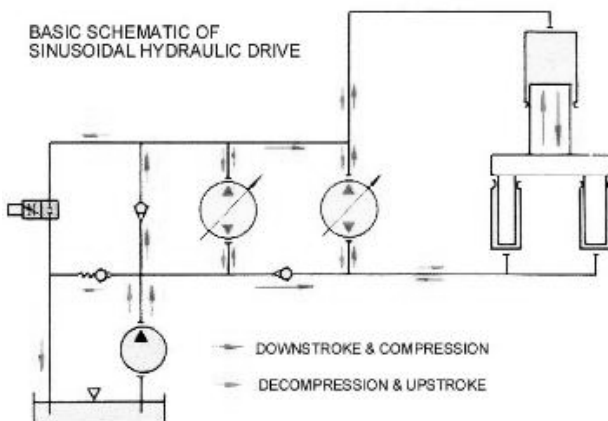 BASIC SCHEMATIC OF
SINUSOIDAL HYDRAULIC DRIVE
DOWNSTROKE & COMPRESSION
DECOMPRESSION & UPSTROKE